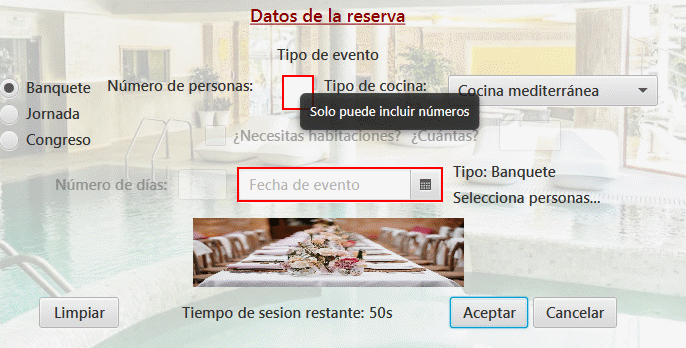 Datos de la reserva
Tipo de evento
Banquete
Jornada
Congreso
Número de personas:
Tipo de cocina:
Cocina mediterránea
Solo puede incluir números
¿Necesitas habitaciones? ¿Cuántas?
Número de días:
Fecha de evento
Tipo: Banquete
Selecciona personas...
Limpiar
Tiempo de sesion restante: 50s
Aceptar
Cancelar